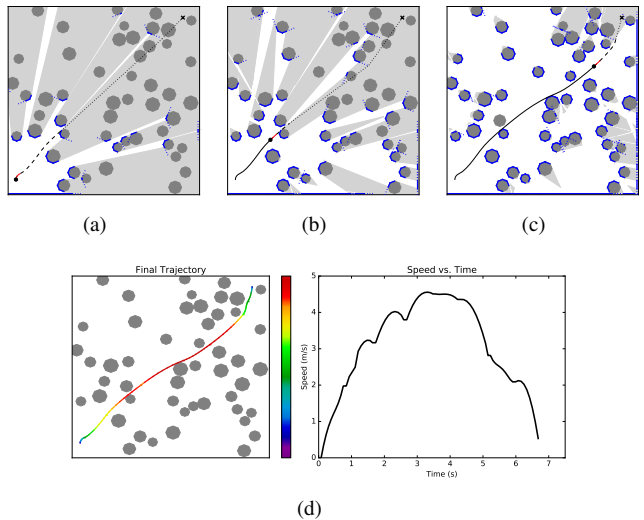 (a)
(b)
(c)
Final Trajectory
Speed vs. Time
5
4
3
2
1
0
Speed (m/s)
0 1 2 3 4 5 6 7
Time (s)
(d)